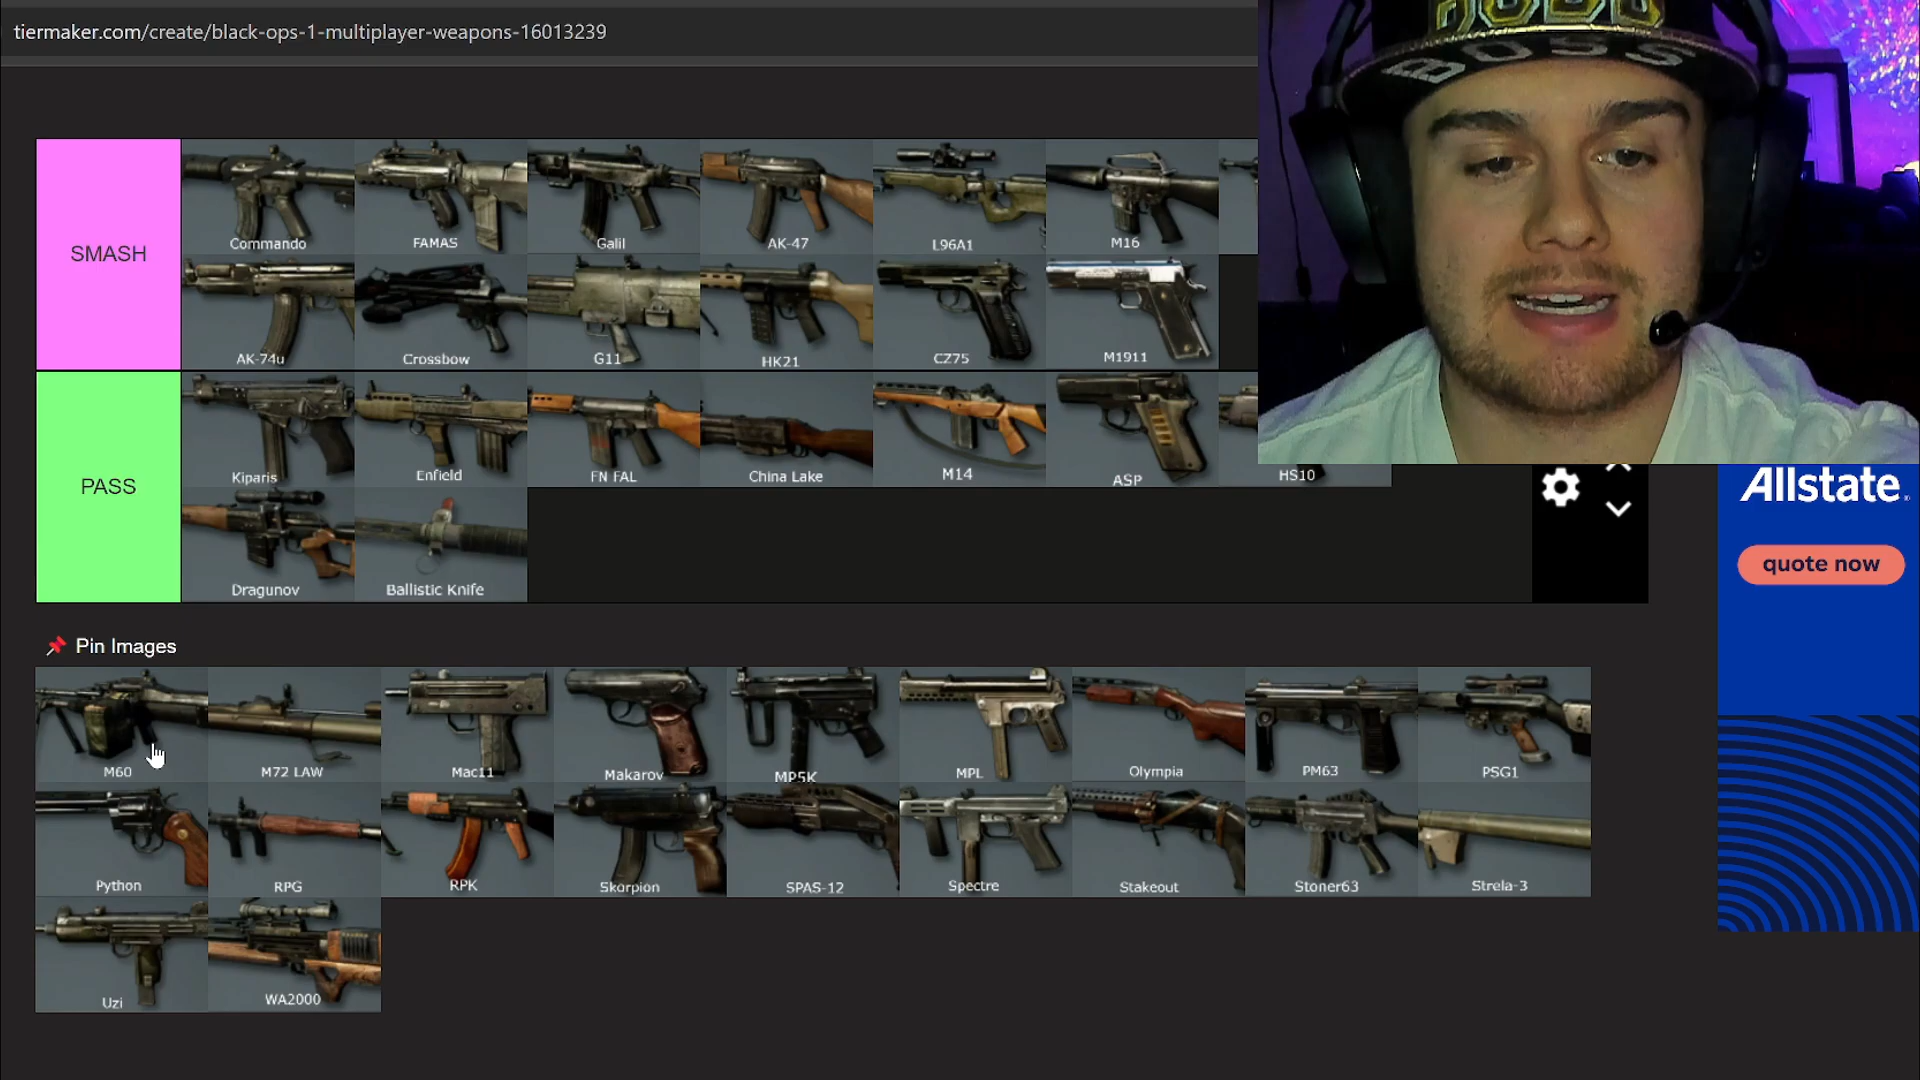 tiermaker.com/create/black-ops-1-multiplayer-weapons-16013239
BOSS
SMASH
Commando FAMAS Galil AK-47 L96A1 M16
AK-74u Crossbow G11 HK21 CZ75 M1911
PASS
Kiparis Enfield FN FAL China Lake M14 ASP HS10
Dragunov Ballistic Knife
Allstate
quote now
Pin Images
M60 M72 LAW Mac11 Makarov MP5K MPL Olympia PM63 PSG1
Python RPG RPK Skorpion SPAS-12 Spectre Stakeout Stoner63 Strela-3
Uzi WA2000